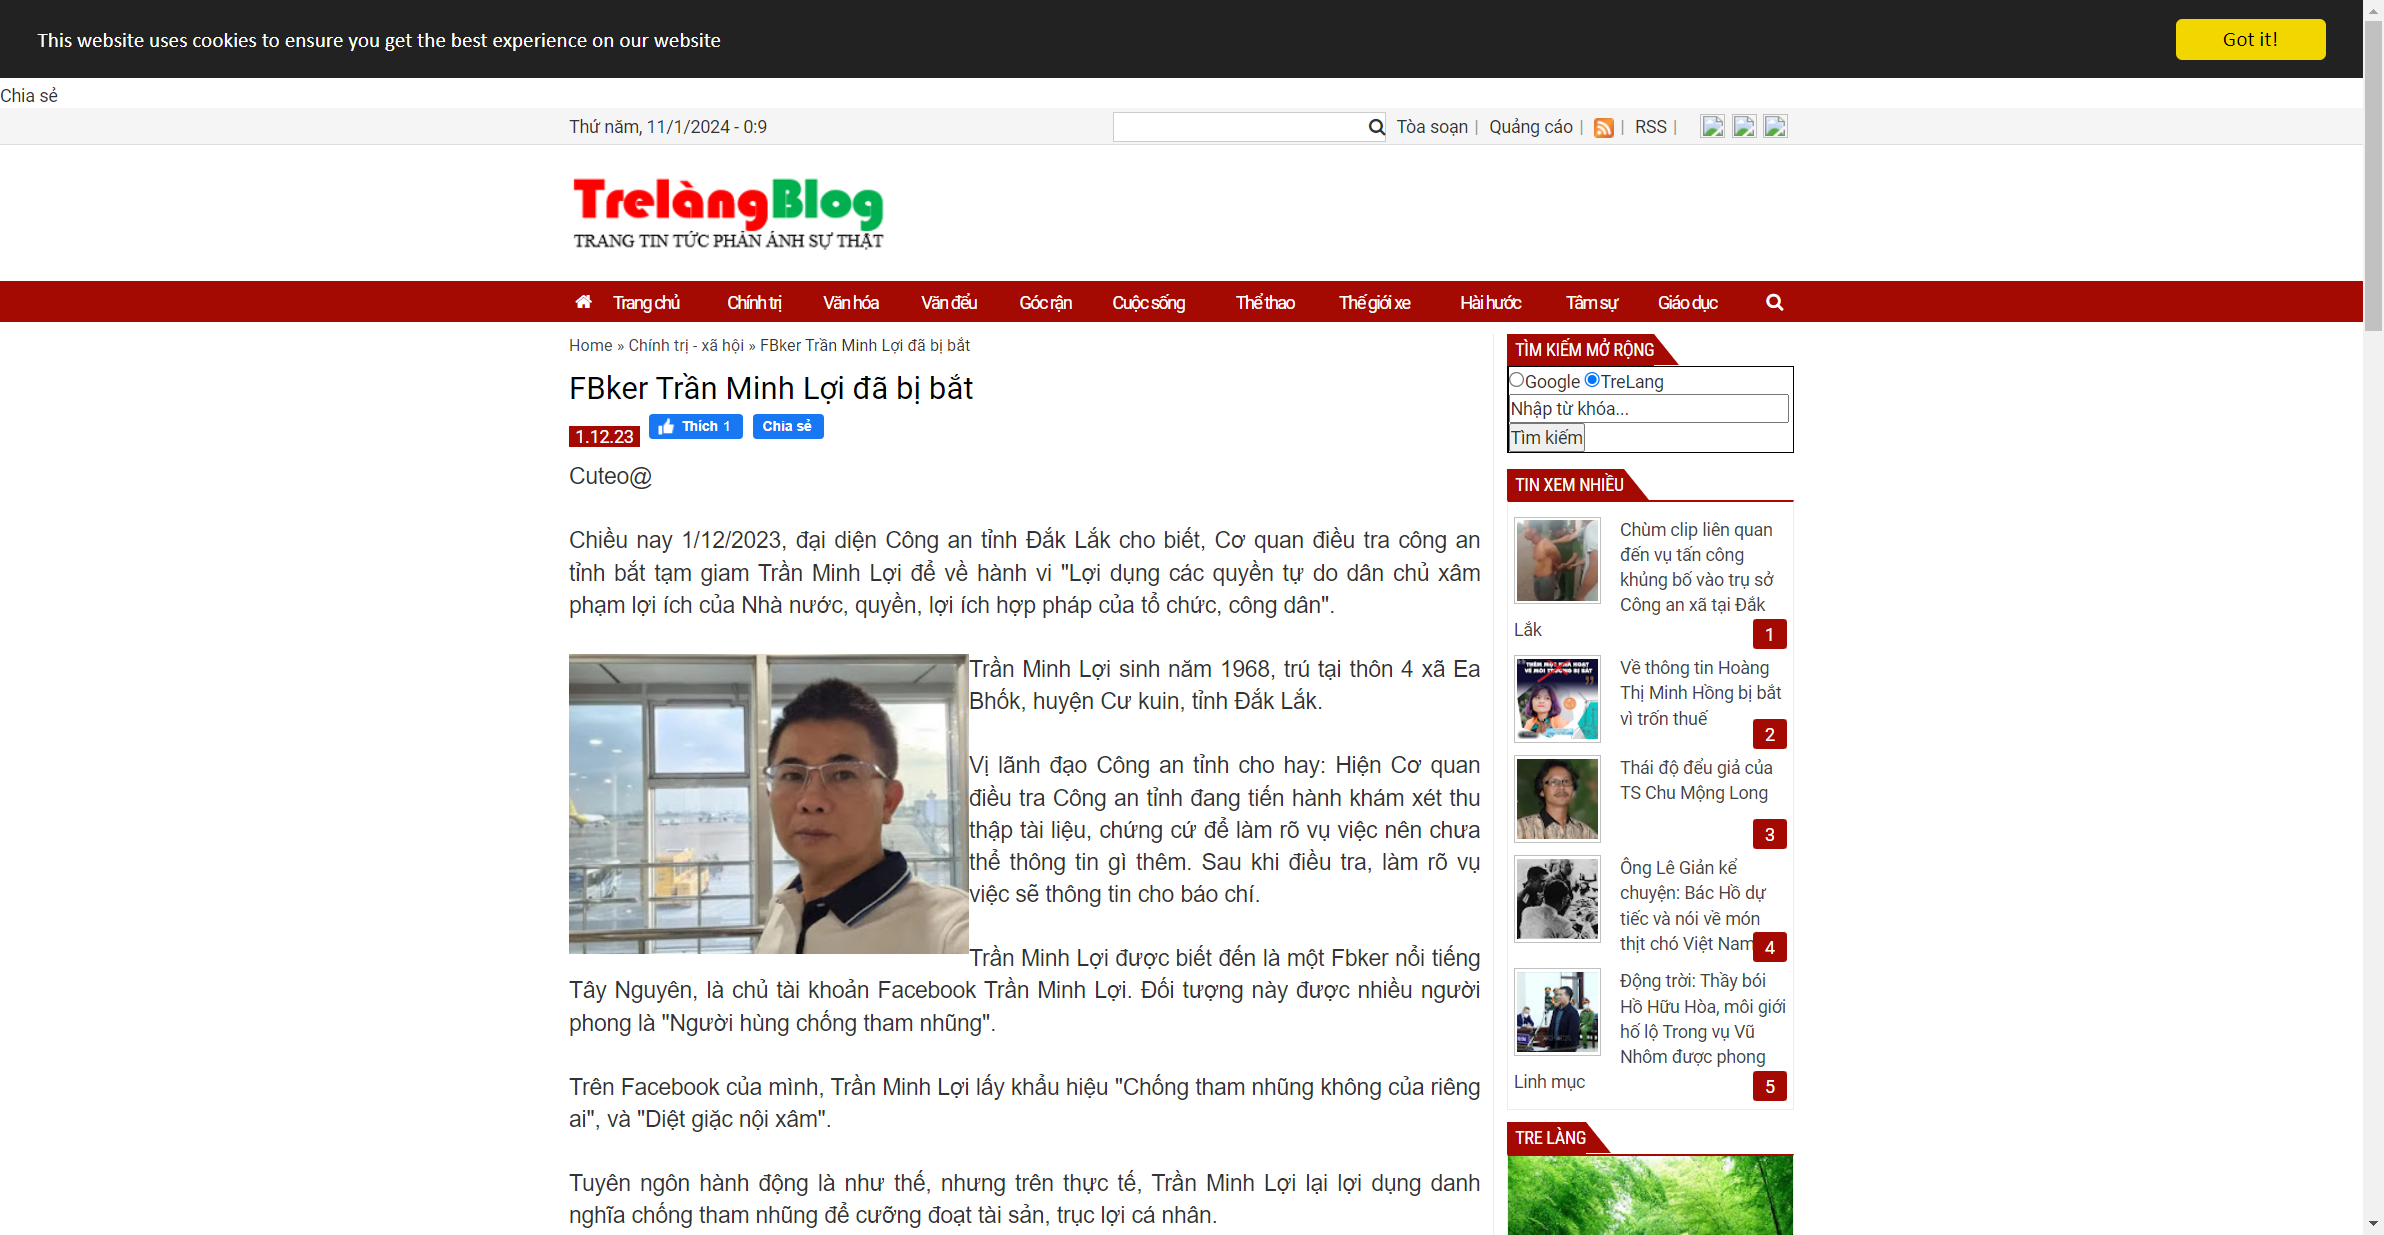 This website uses cookies to ensure you get the best experience on our website
Got it!
Chia sẻ
Thứ năm, 11/1/2024 - 0:9
Tòa soạn | Quảng cáo | | RSS |
TrelàngBlog
TRANG TIN TỨC PHẢN ÁNH SỰ THẬT
Trang chủ Chính trị Văn hóa Văn đểu Góc rận Cuộc sống Thể thao Thế giới xe Hài hước Tâm sự Giáo dục
Home » Chính trị - xã hội » FBker Trần Minh Lợi đã bị bắt
FBker Trần Minh Lợi đã bị bắt
1.12.23 Thích 1 Chia sẻ
Cuteo@
Chiều nay 1/12/2023, đại diện Công an tỉnh Đắk Lắk cho biết, Cơ quan điều tra công an
tỉnh bắt tạm giam Trần Minh Lợi để về hành vi "Lợi dụng các quyền tự do dân chủ xâm
phạm lợi ích của Nhà nước, quyền, lợi ích hợp pháp của tổ chức, công dân".
Trần Minh Lợi sinh năm 1968, trú tại thôn 4 xã Ea
Bhốk, huyện Cư kuin, tỉnh Đắk Lắk.
Vị lãnh đạo Công an tỉnh cho hay: Hiện Cơ quan
điều tra Công an tỉnh đang tiến hành khám xét thu
thập tài liệu, chứng cứ để làm rõ vụ việc nên chưa
thể thông tin gì thêm. Sau khi điều tra, làm rõ vụ
việc sẽ thông tin cho báo chí.
Trần Minh Lợi được biết đến là một Fbker nổi tiếng
Tây Nguyên, là chủ tài khoản Facebook Trần Minh Lợi. Đối tượng này được nhiều người
phong là "Người hùng chống tham nhũng".
Trên Facebook của mình, Trần Minh Lợi lấy khẩu hiệu "Chống tham nhũng không của riêng
ai", và "Diệt giặc nội xâm".
Tuyên ngôn hành động là như thế, nhưng trên thực tế, Trần Minh Lợi lại lợi dụng danh
nghĩa chống tham nhũng để cưỡng đoạt tài sản, trục lợi cá nhân.
TÌM KIẾM MỞ RỘNG
Google TreLang
Nhập từ khóa...
Tìm kiếm
TIN XEM NHIỀU
Chùm clip liên quan
đến vụ tấn công
khủng bố vào trụ sở
Công an xã tại Đắk
Lắk
1
Về thông tin Hoàng
Thị Minh Hồng bị bắt
vì trốn thuế
2
Thái độ đểu giả của
TS Chu Mộng Long
3
Ông Lê Giản kể
chuyện: Bác Hồ dự
tiệc và nói về món
thịt chó Việt Nam
4
Động trời: Thầy bói
Hồ Hữu Hòa, môi giới
hố lộ Trong vụ Vũ
Nhôm được phong
Linh mục
5
TRE LÀNG